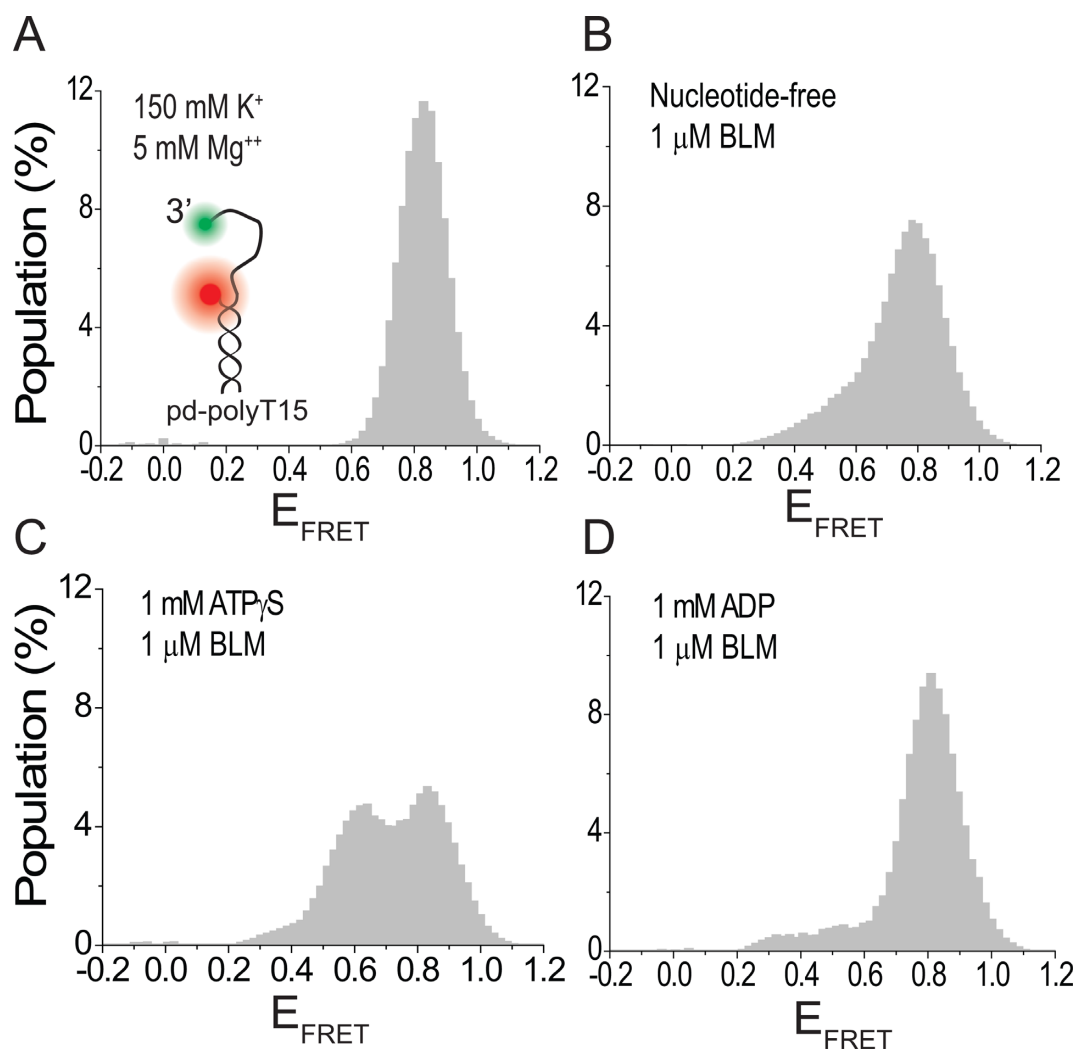 A
12
8
4
0
Population (%)
150 mM K⁺
5 mM Mg⁺⁺
3’
pd-polyT15
-0.2 0.0 0.2 0.4 0.6 0.8 1.0 1.2
E_FRET
B
12
8
4
0
Nucleotide-free
1 μM BLM
-0.2 0.0 0.2 0.4 0.6 0.8 1.0 1.2
E_FRET
C
12
8
4
0
Population (%)
1 mM ATPγS
1 μM BLM
-0.2 0.0 0.2 0.4 0.6 0.8 1.0 1.2
E_FRET
D
12
8
4
0
1 mM ADP
1 μM BLM
-0.2 0.0 0.2 0.4 0.6 0.8 1.0 1.2
E_FRET